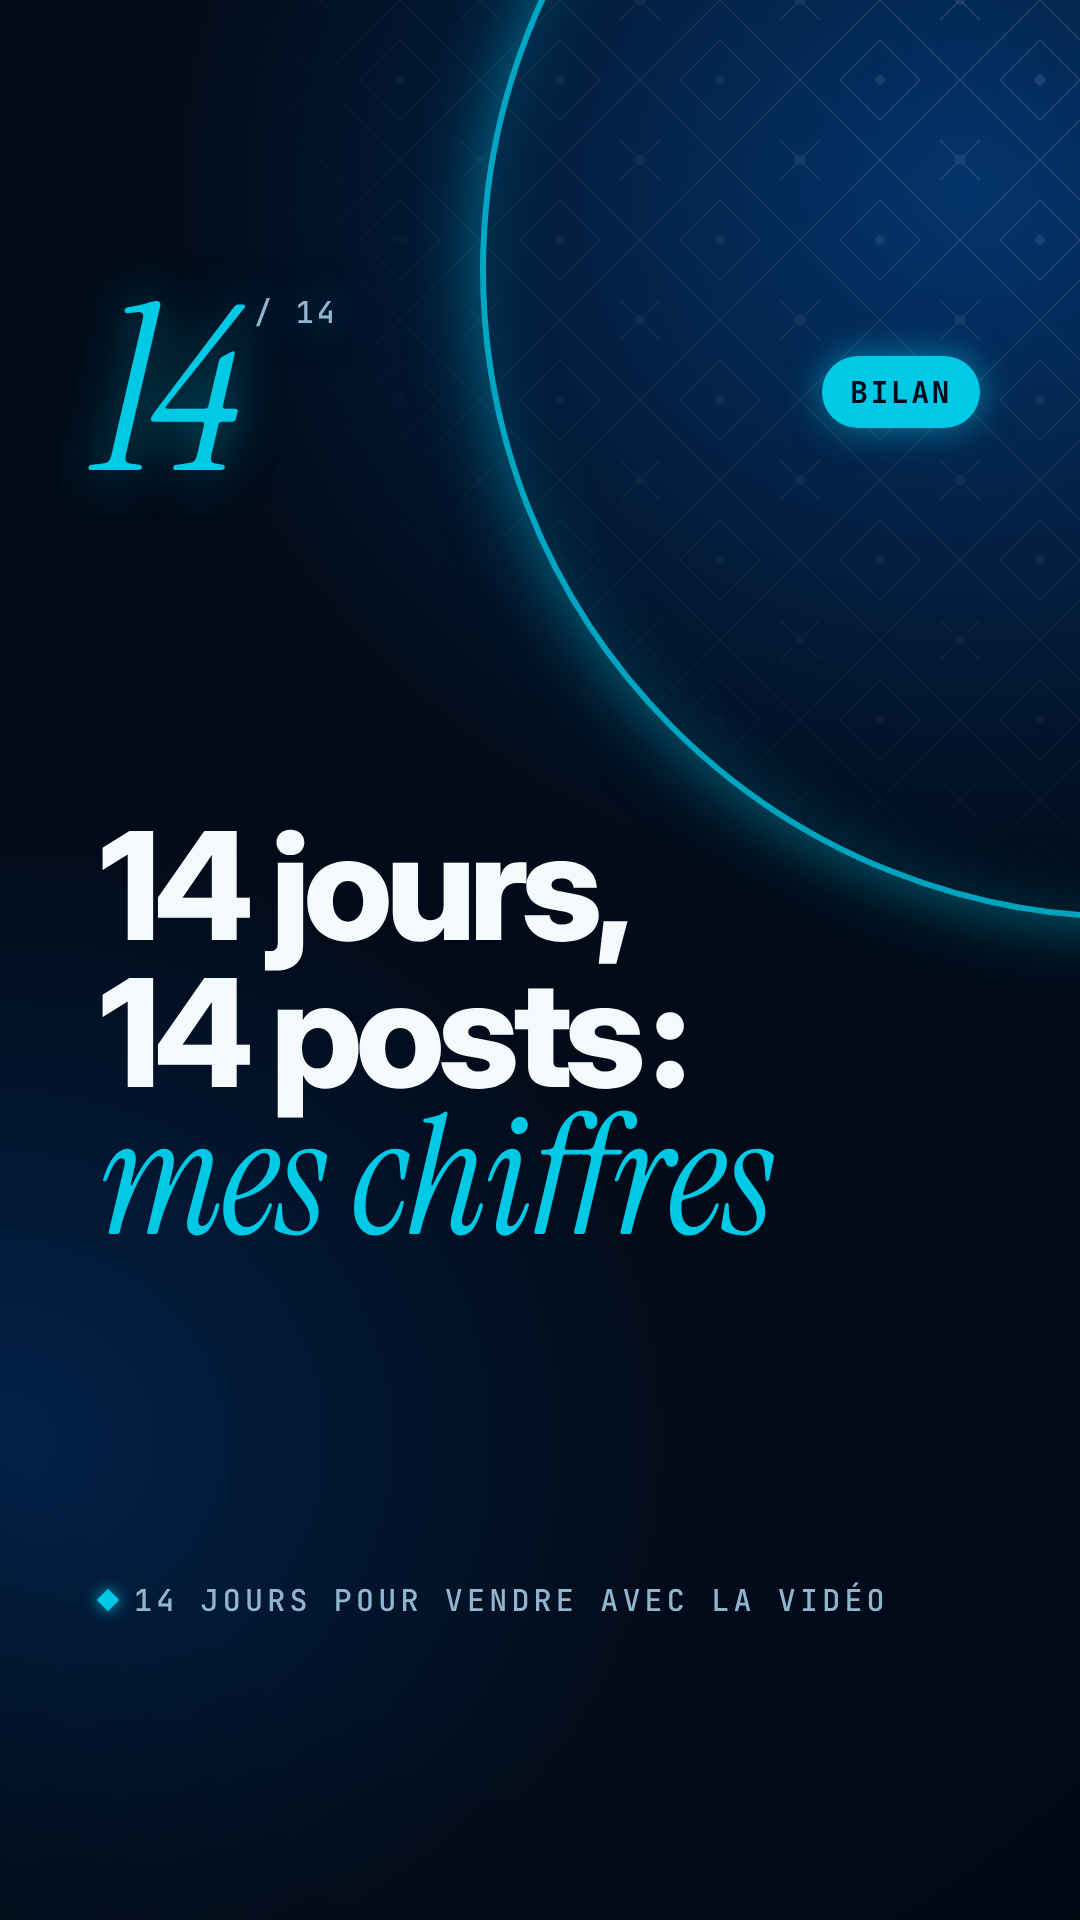 14 / 14
BILAN
14 jours,
14 posts :
mes chiffres
14 JOURS POUR VENDRE AVEC LA VIDÉO